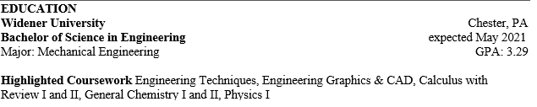 EDUCATION
Widener University Chester, PA
Bachelor of Science in Engineering expected May 2021
Major: Mechanical Engineering GPA: 3.29
Highlighted Coursework Engineering Techniques, Engineering Graphics & CAD, Calculus with
Review I and II, General Chemistry I and II, Physics I